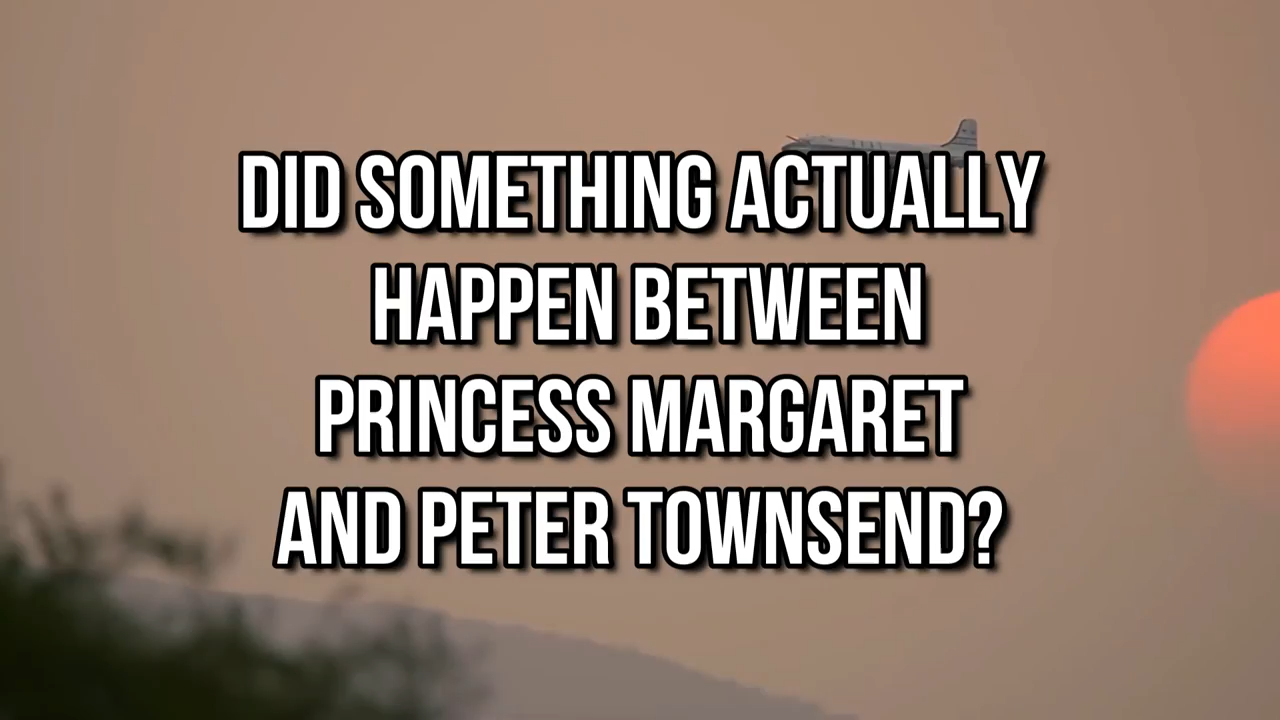 DID SOMETHING ACTUALLY
HAPPEN BETWEEN
PRINCESS MARGARET
AND PETER TOWNSEND?